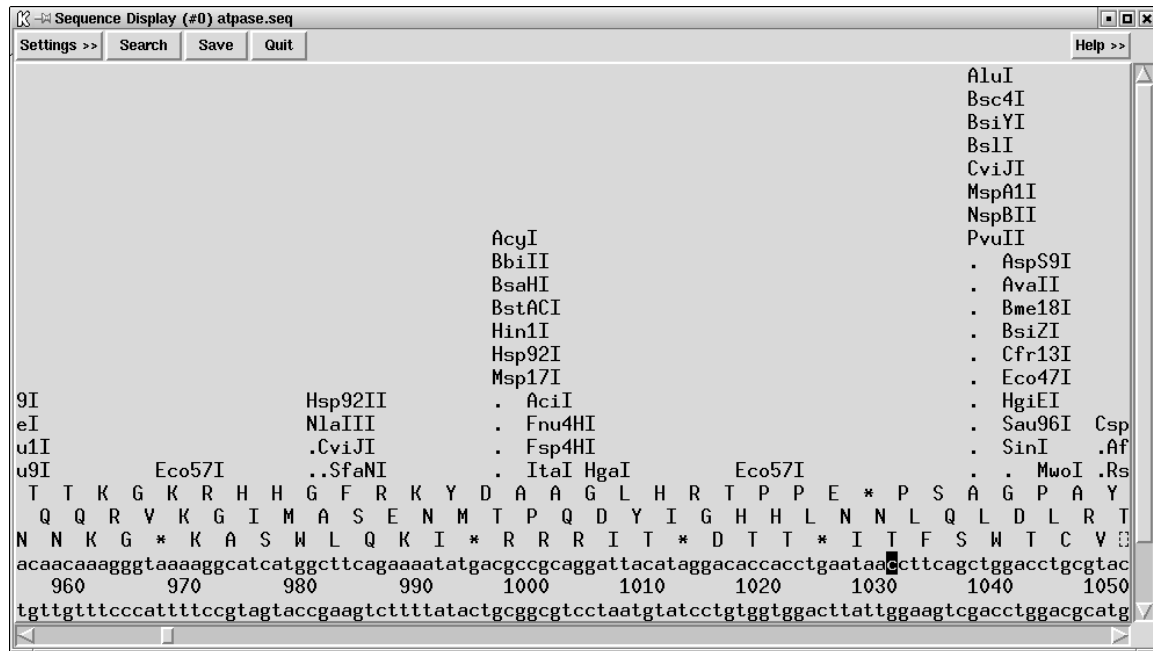 Sequence Display (#0) atpase.seq
Settings >> Search Save Quit Help >>
AluI
Bsc4I
BsiYI
BslI
CviJI
MspA1I
NspBII
AcyI PvuII
BbiII . AspS9I
BsaHI . AvaII
BstACI . Bme18I
Hin1I . BsiZI
Hsp92I . Cfr13I
Msp17I . Eco47I
9I Hsp92II . AciI . HgiEI
eI NlaIII . Fnu4HI . Sau96I Csp
u1I .CviJI . Fsp4HI . SinI .Af
u9I Eco57I ..SfaNI . ItaI HgaI Eco57I . . MwoI .Rs
T T K G K R H H G F R K Y D A A G L H R T P P E * P S A G P A Y
Q Q R V K G I M A S E N M T P Q D Y I G H H L N N L Q L D L R T
N N K G * K A S W L Q K I * R R R I T * D T T * I T F S W T C V
acaacaaagggtaaaaggcatcatggcttcagaaaatatgacgccgcaggattacataggacaccacctgaataaccttcagctggacctgcgtac
960 970 980 990 1000 1010 1020 1030 1040 1050
tgttgtttcccattttccgtagtaccgaagtcttttatactgcggcgtcctaatgtatcctgtggtggacttattggaagtcgacctggacgcatg